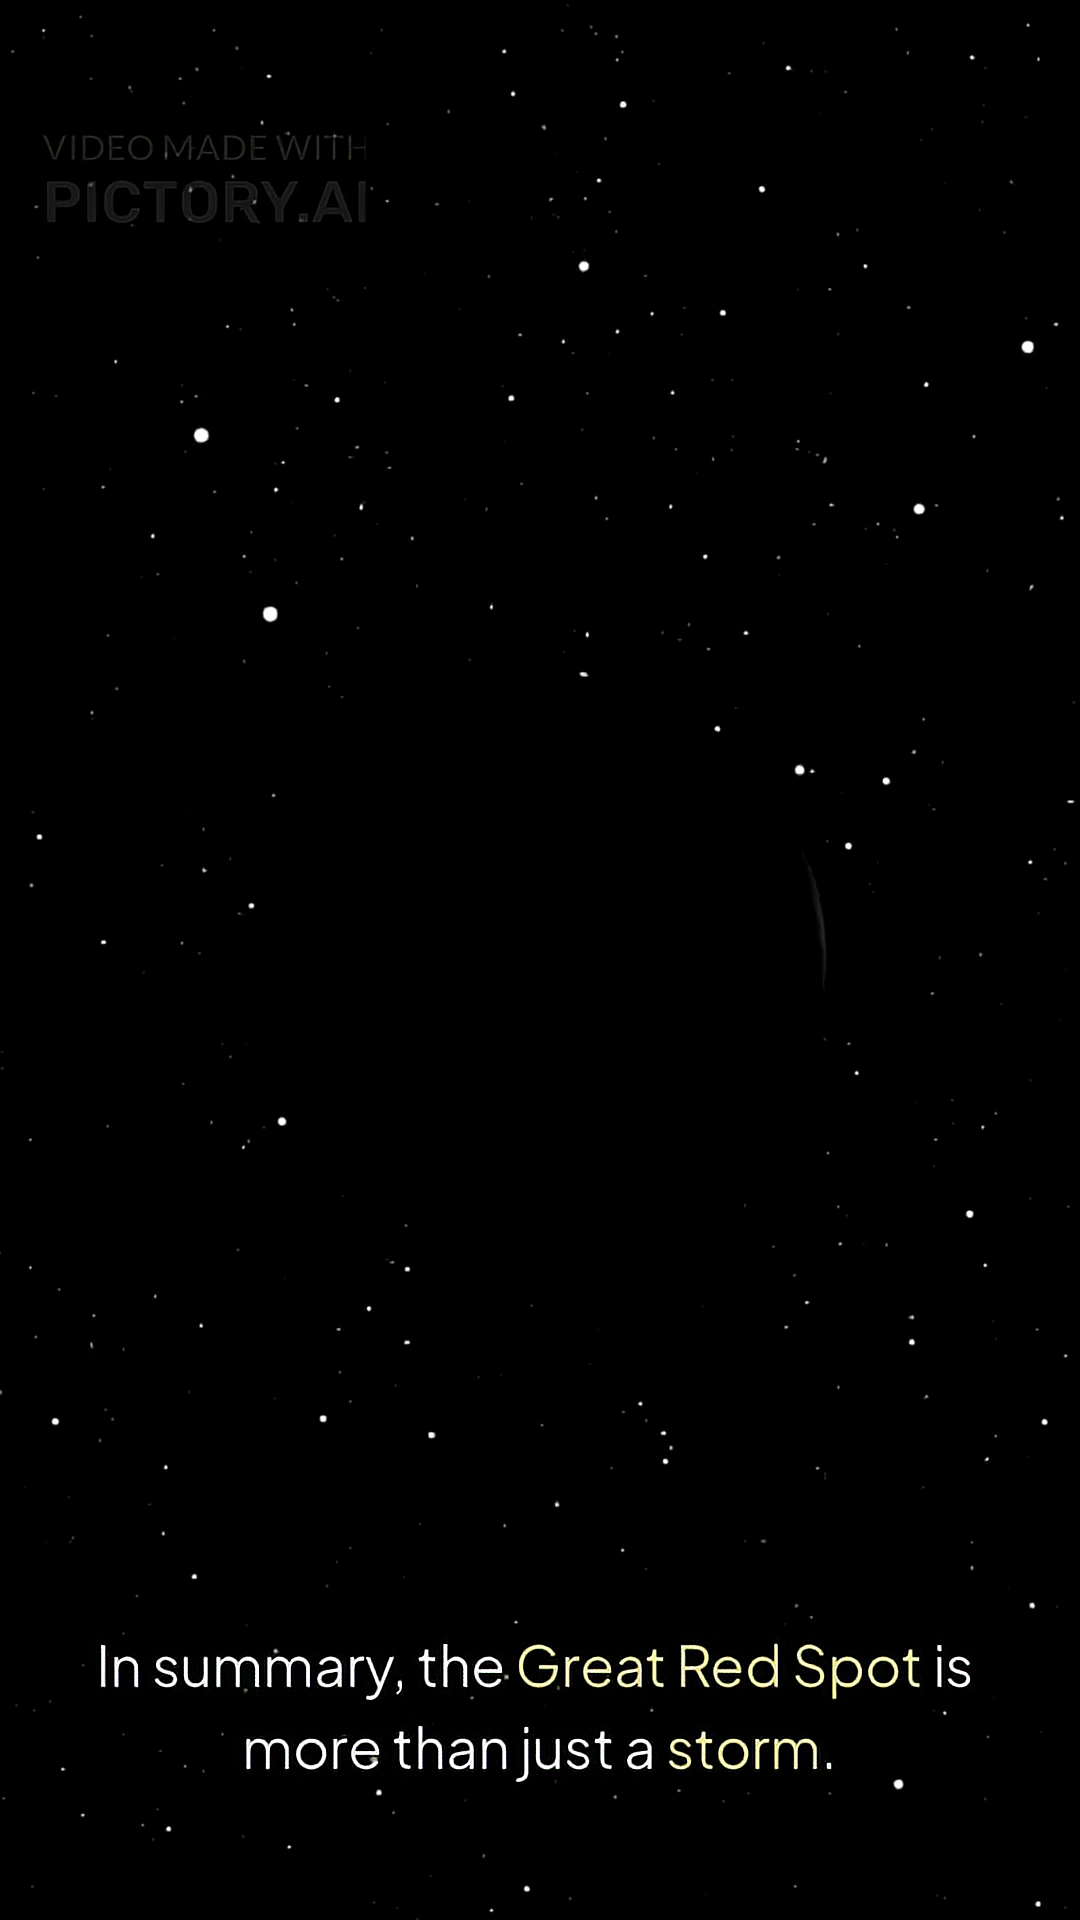 VIDEO MADE WITH
PICTORY.AI
In summary, the Great Red Spot is
more than just a storm.